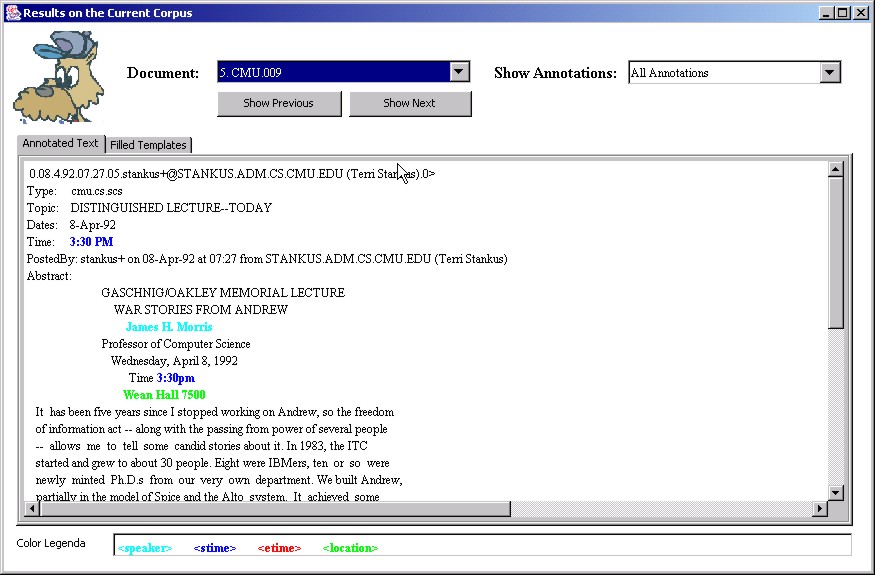 Results on the Current Corpus
Document: 5. CMU.009 Show Annotations: All Annotations
Show Previous Show Next
Annotated Text Filled Templates
0.08.4.92.07.27.05.stankus+@STANKUS.ADM.CS.CMU.EDU (Terri Stankus).0>
Type: cmu.cs.scs
Topic: DISTINGUISHED LECTURE--TODAY
Dates: 8-Apr-92
Time: 3:30 PM
PostedBy: stankus+ on 08-Apr-92 at 07:27 from STANKUS.ADM.CS.CMU.EDU (Terri Stankus)
Abstract:
GASCHNIG/OAKLEY MEMORIAL LECTURE
WAR STORIES FROM ANDREW
James H. Morris
Professor of Computer Science
Wednesday, April 8, 1992
Time 3:30pm
Wean Hall 7500
It has been five years since I stopped working on Andrew, so the freedom
of information act -- along with the passing from power of several people
-- allows me to tell some candid stories about it. In 1983, the ITC
started and grew to about 30 people. Eight were IBMers, ten or so were
newly minted Ph.D.s from our very own department. We built Andrew,
partially in the model of Spice and the Alto system. It achieved some
Color Legenda <speaker> <stime> <etime> <location>